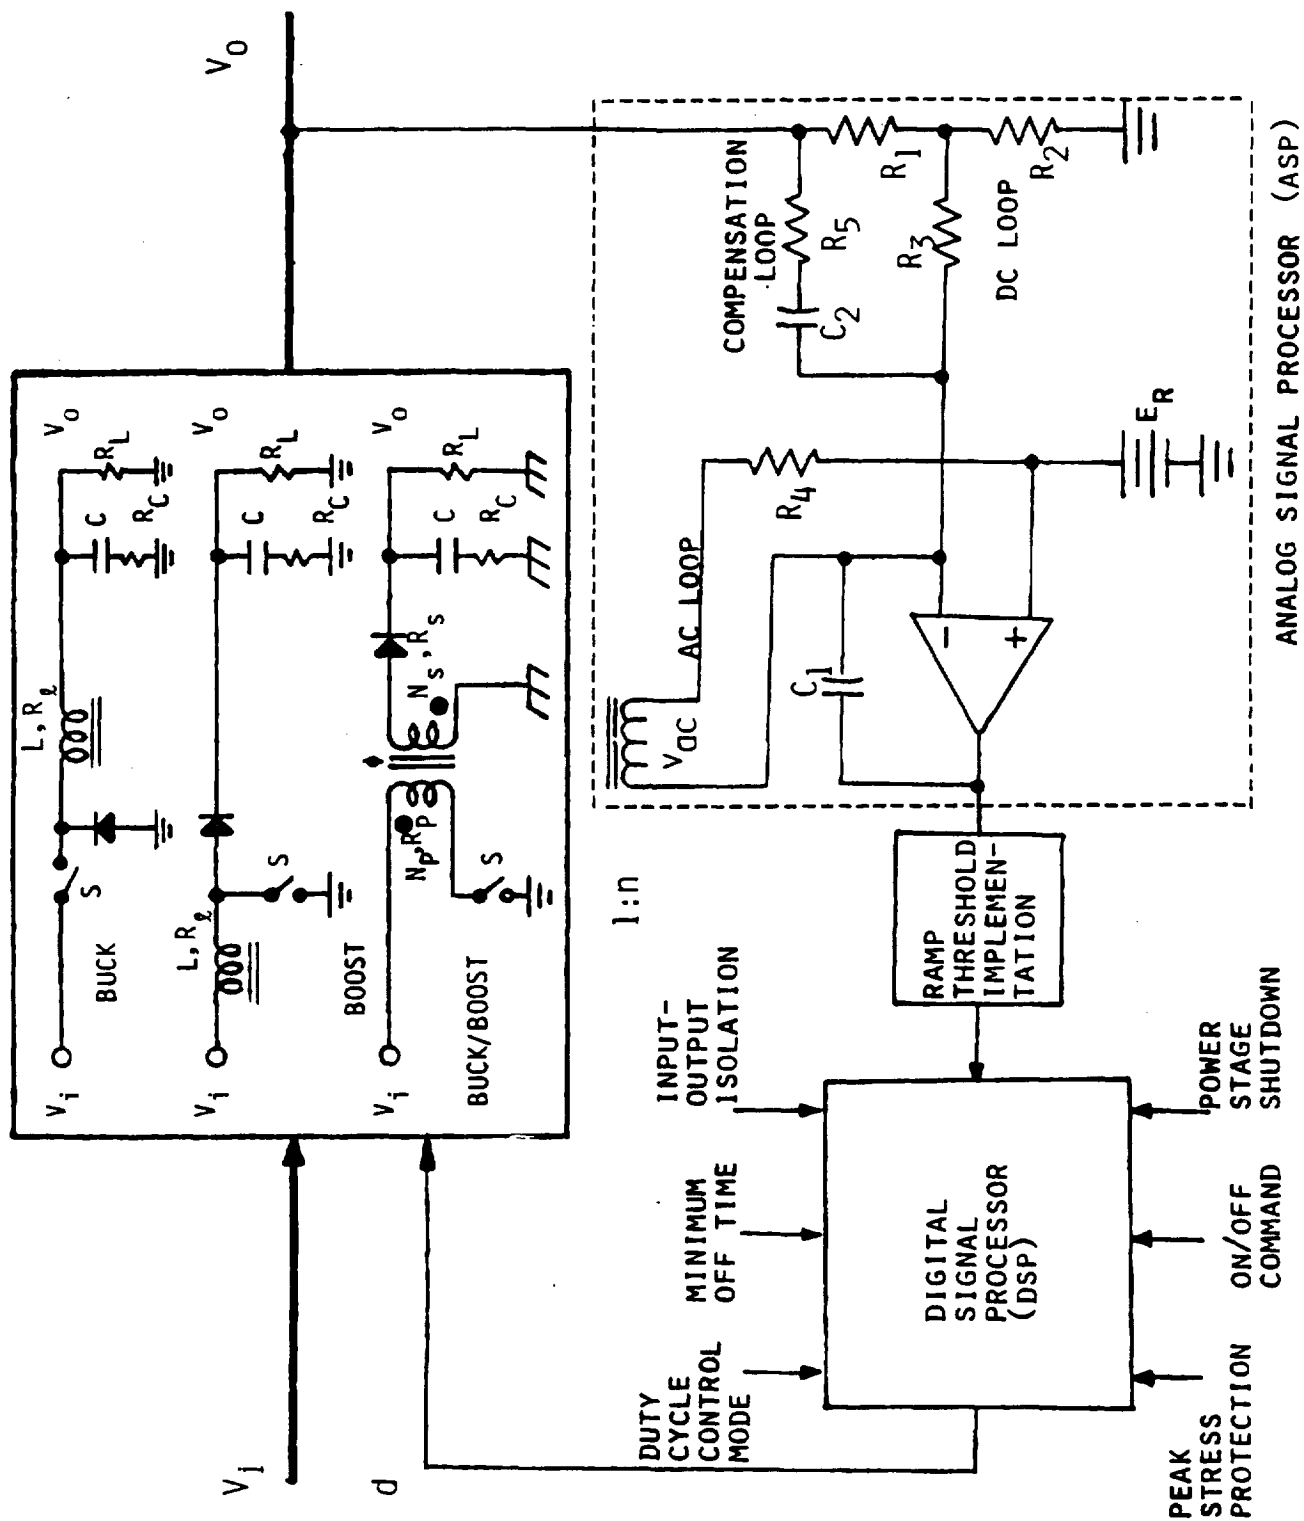 V_i
d
V_i
V_i
V_i
S
BUCK
L, R_ℓ
C
R_C
R_L
V_o
L, R_ℓ
S
BOOST
C
R_C
R_L
V_o
BUCK/BOOST
N_p, R_P
S
ϕ
N_s, R_s
C
R_C
R_L
V_o
V_o
1:n
V_ac
AC LOOP
C_1
-
+
R_4
E_R
COMPENSATION
LOOP
C_2
R_5
R_3
DC LOOP
R_1
R_2
ANALOG SIGNAL PROCESSOR (ASP)
RAMP
THRESHOLD
IMPLEMEN-
TATION
DUTY
CYCLE
CONTROL
MODE
MINIMUM
OFF TIME
INPUT-
OUTPUT
ISOLATION
DIGITAL
SIGNAL
PROCESSOR
(DSP)
PEAK
STRESS
PROTECTION
ON/OFF
COMMAND
POWER
STAGE
SHUTDOWN